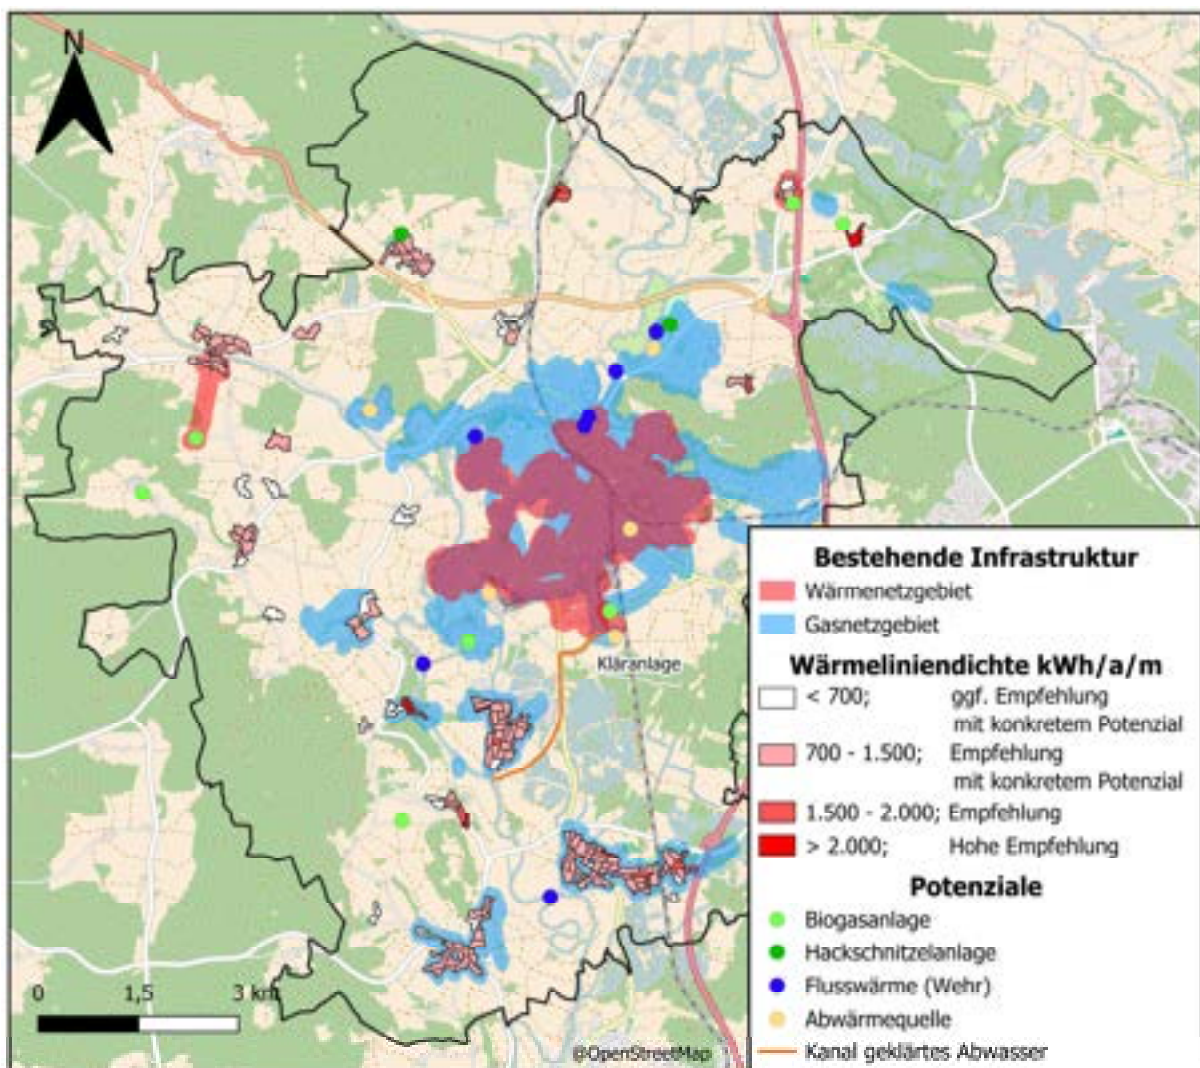 N
Kläranlage
0 1,5 3 km
@OpenStreetMap
Bestehende Infrastruktur
Wärmenetzgebiet
Gasnetzgebiet
Wärmeliniendichte kWh/a/m
< 700; ggf. Empfehlung
mit konkretem Potenzial
700 - 1.500; Empfehlung
mit konkretem Potenzial
1.500 - 2.000; Empfehlung
> 2.000; Hohe Empfehlung
Potenziale
Biogasanlage
Hackschnitzelanlage
Flusswärme (Wehr)
Abwärmequelle
Kanal geklärtes Abwasser